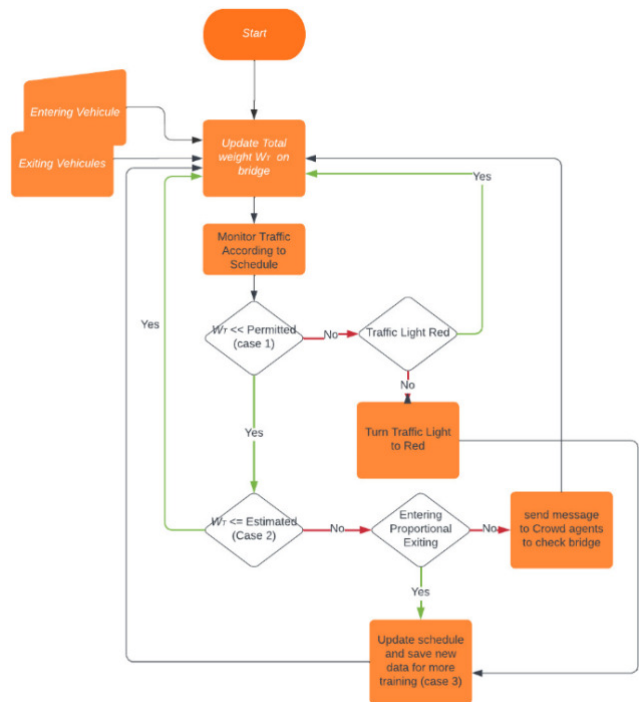 Start
Entering Vehicule
Exiting Vehicules
Update Total
weight WT on
bridge
Yes
Monitor Traffic
According to
Schedule
Yes
WT << Permitted
(case 1)
No
Traffic Light Red
No
Turn Traffic Light
to Red
Yes
WT <= Estimated
(Case 2)
No
Entering
Proportional
Exiting
No
send message
to Crowd agents
to check bridge
Yes
Update schedule
and save new
data for more
training (case 3)